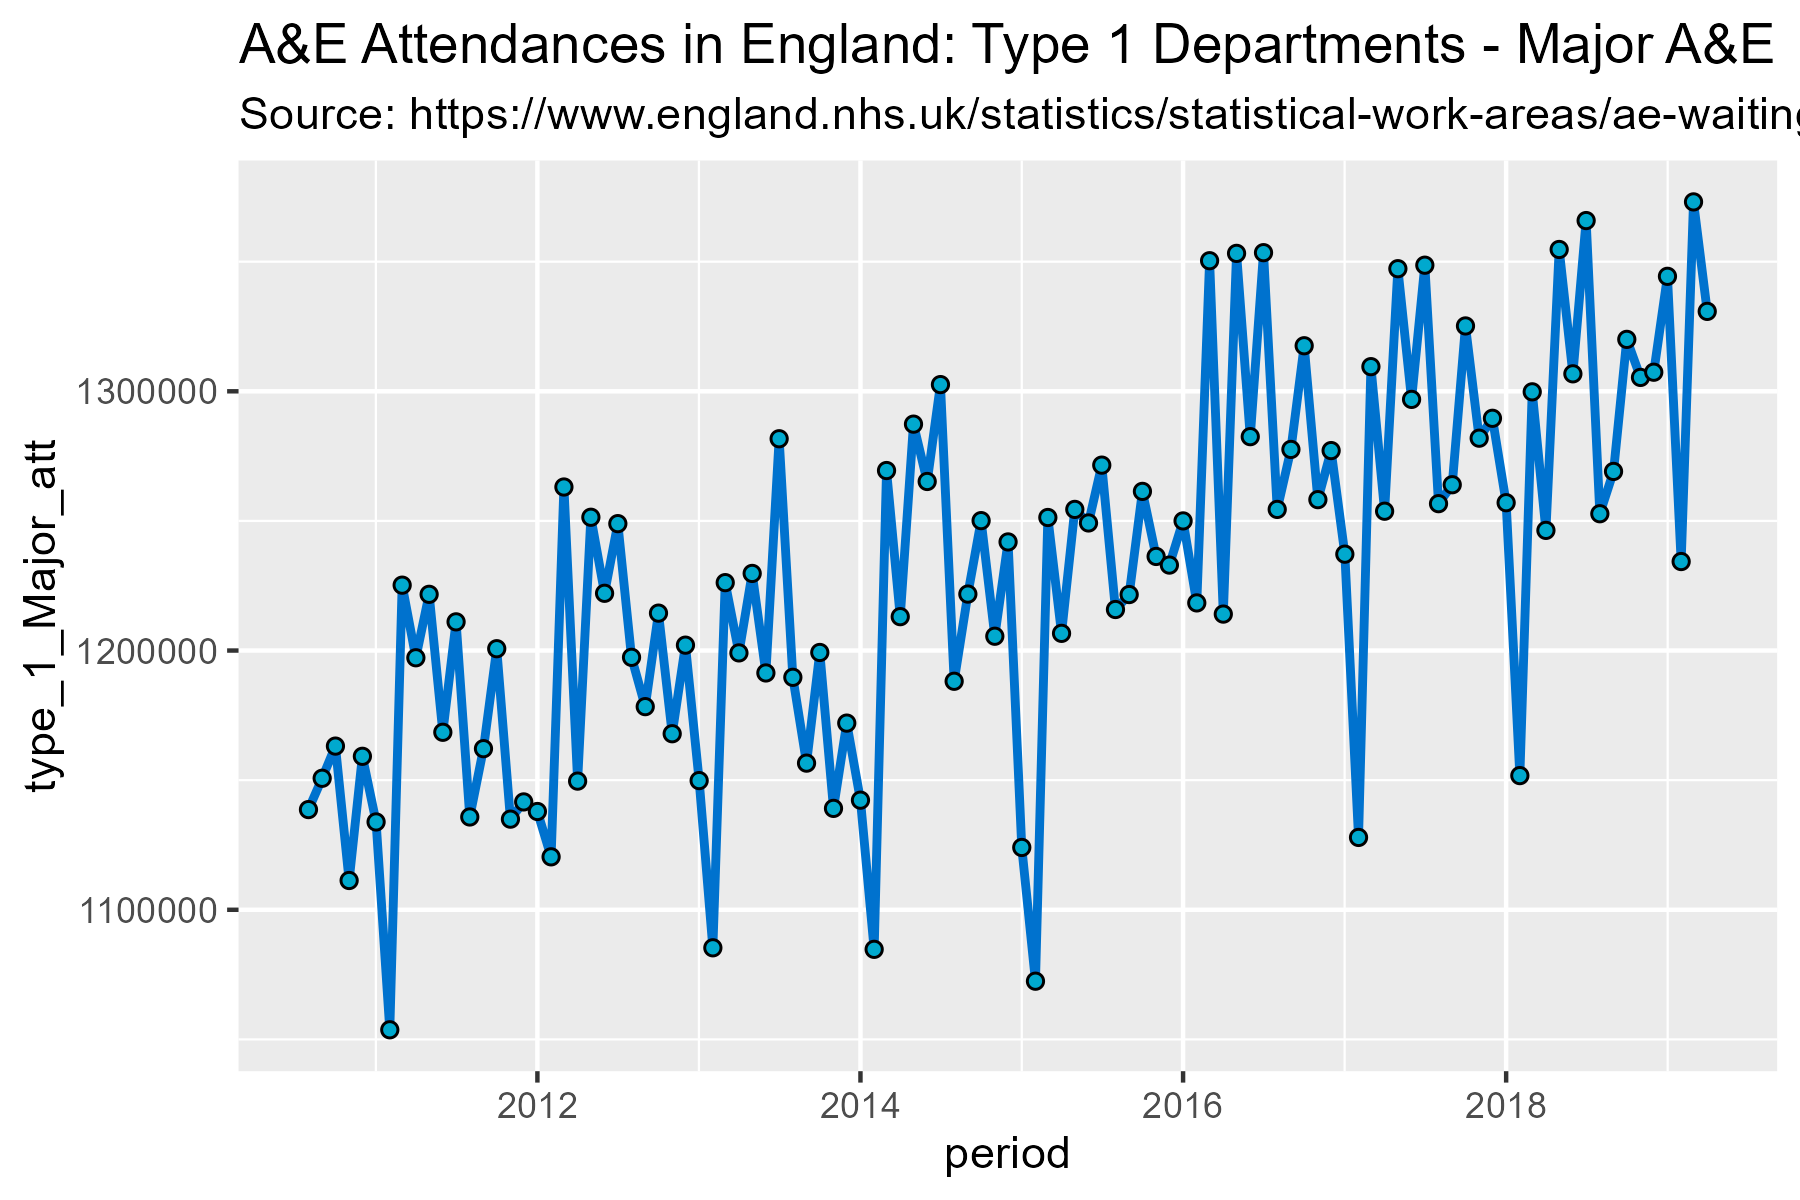 A&E Attendances in England: Type 1 Departments - Major A&E
Source: https://www.england.nhs.uk/statistics/statistical-work-areas/ae-waiting
type_1_Major_att
1300000
1200000
1100000
2012 2014 2016 2018
period